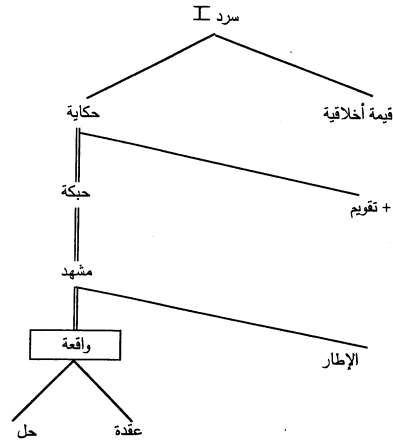 سرد I
قيمة أخلاقية
حكاية
حبكة
+ تقويم
مشهد
واقعة
الإطار
عقدة
حل